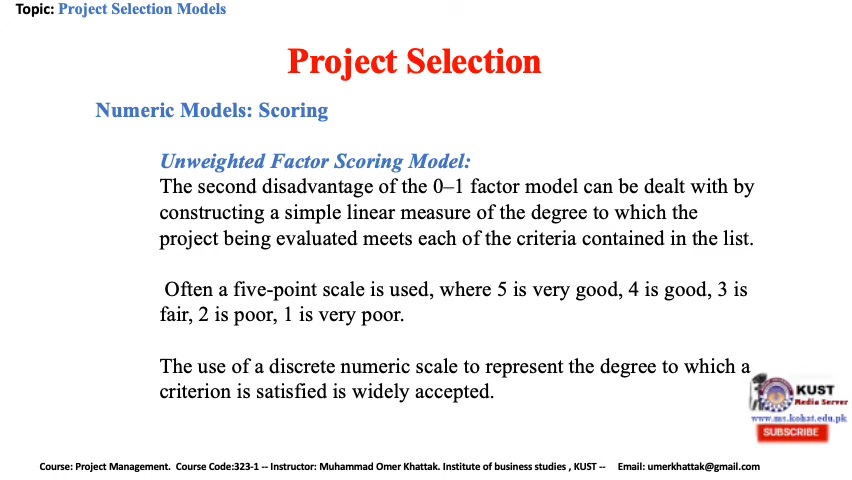 Topic: Project Selection Models
Project Selection
Numeric Models: Scoring
Unweighted Factor Scoring Model:
The second disadvantage of the 0–1 factor model can be dealt with by
constructing a simple linear measure of the degree to which the
project being evaluated meets each of the criteria contained in the list.
Often a five-point scale is used, where 5 is very good, 4 is good, 3 is
fair, 2 is poor, 1 is very poor.
The use of a discrete numeric scale to represent the degree to which a
criterion is satisfied is widely accepted.
KUST
Media Server
www.ms.kohat.edu.pk
SUBSCRIBE
Course: Project Management. Course Code:323-1 -- Instructor: Muhammad Omer Khattak. Institute of business studies , KUST -- Email: umerkhattak@gmail.com